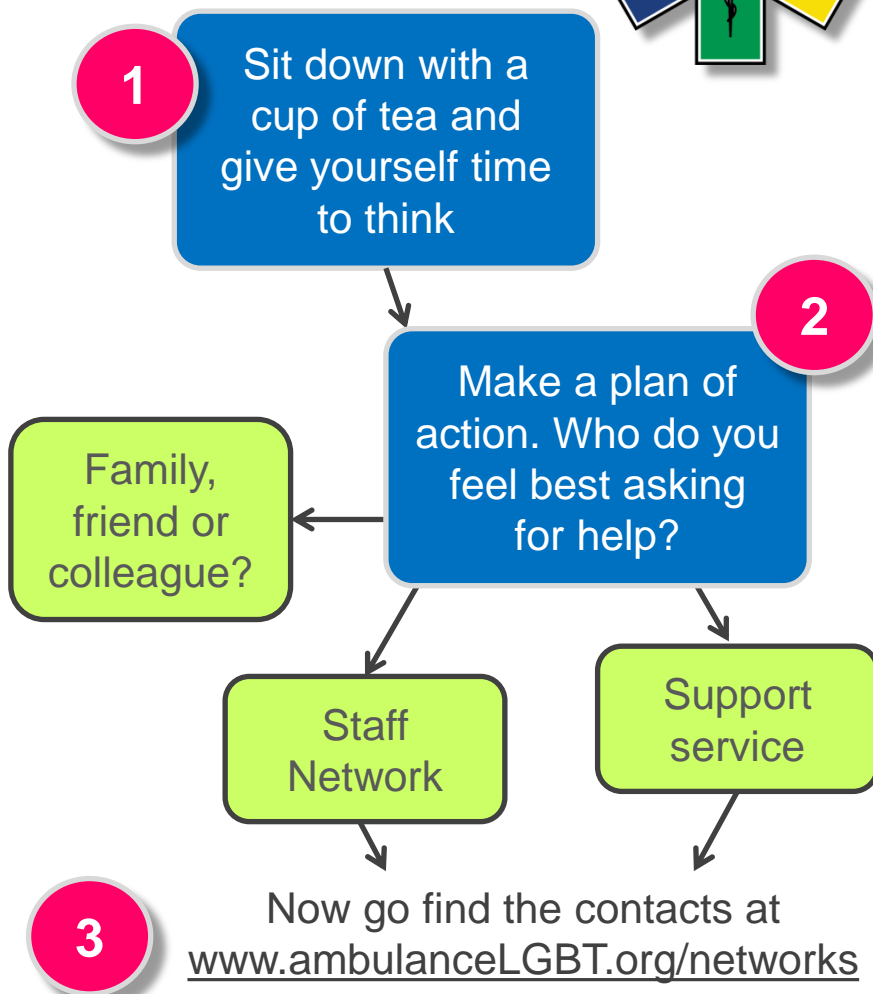 1
Sit down with a
cup of tea and
give yourself time
to think
2
Make a plan of
action. Who do you
feel best asking
for help?
Family,
friend or
colleague?
Staff
Network
Support
service
3
Now go find the contacts at
www.ambulanceLGBT.org/networks